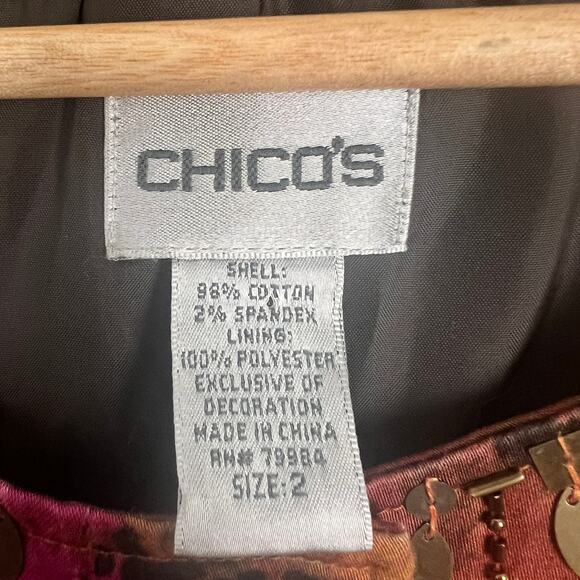 CHICO'S
SHELL:
98% COTTON
2% SPANDEX
LINING:
100% POLYESTER
EXCLUSIVE OF
DECORATION
MADE IN CHINA
RN# 79984
SIZE: 2